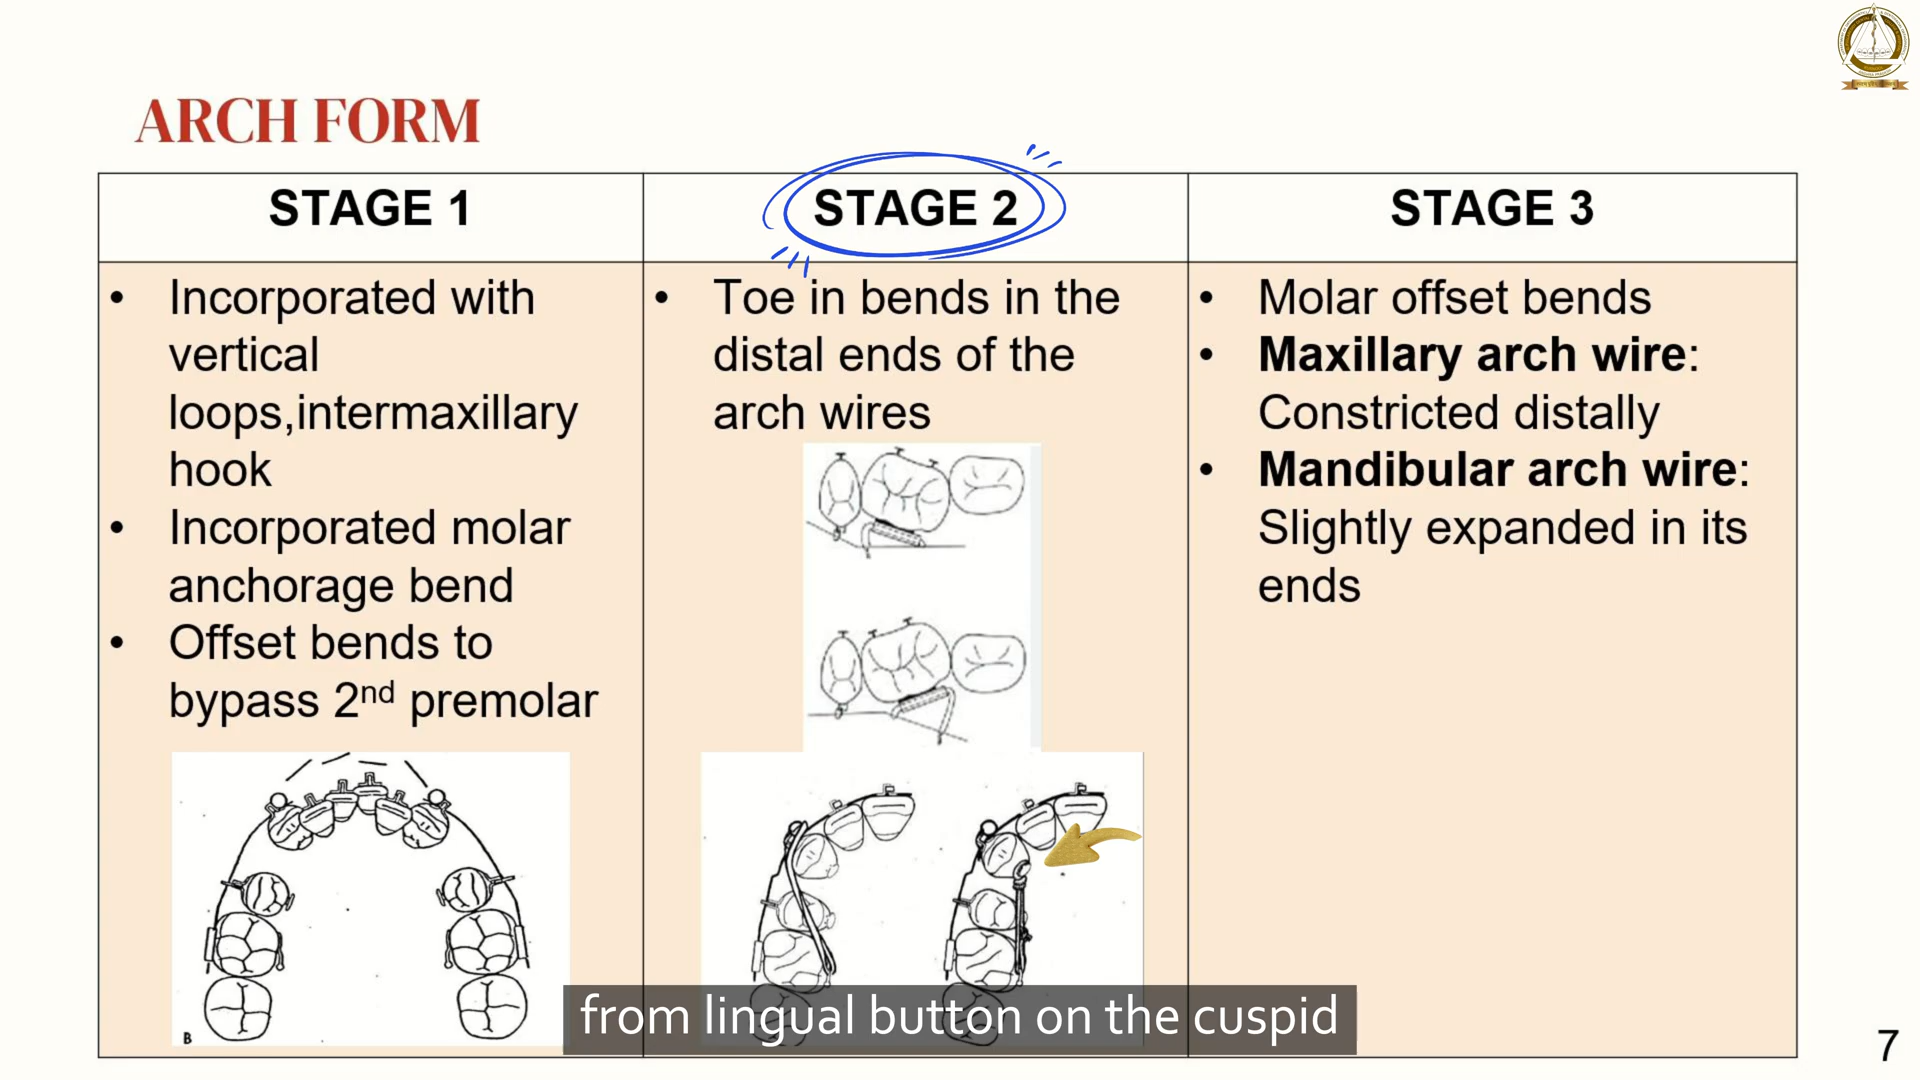 ARCH FORM
STAGE 1
STAGE 2
STAGE 3
• Incorporated with
vertical
loops,intermaxillary
hook
• Incorporated molar
anchorage bend
• Offset bends to
bypass 2nd premolar
B
• Toe in bends in the
distal ends of the
arch wires
• Molar offset bends
• Maxillary arch wire:
Constricted distally
• Mandibular arch wire:
Slightly expanded in its
ends
from lingual button on the cuspid
7